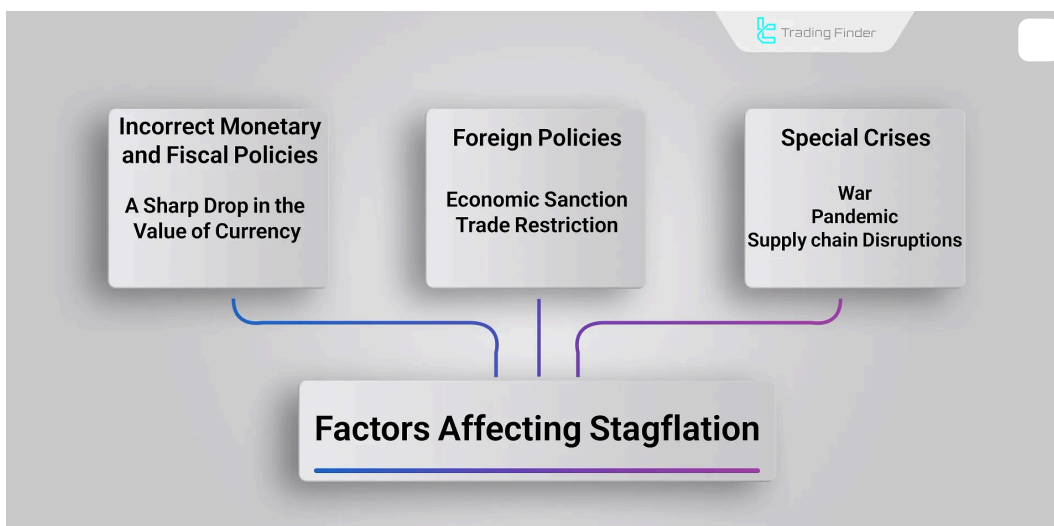 Trading Finder
Incorrect Monetary
and Fiscal Policies
A Sharp Drop in the
Value of Currency
Foreign Policies
Economic Sanction
Trade Restriction
Special Crises
War
Pandemic
Supply chain Disruptions
Factors Affecting Stagflation